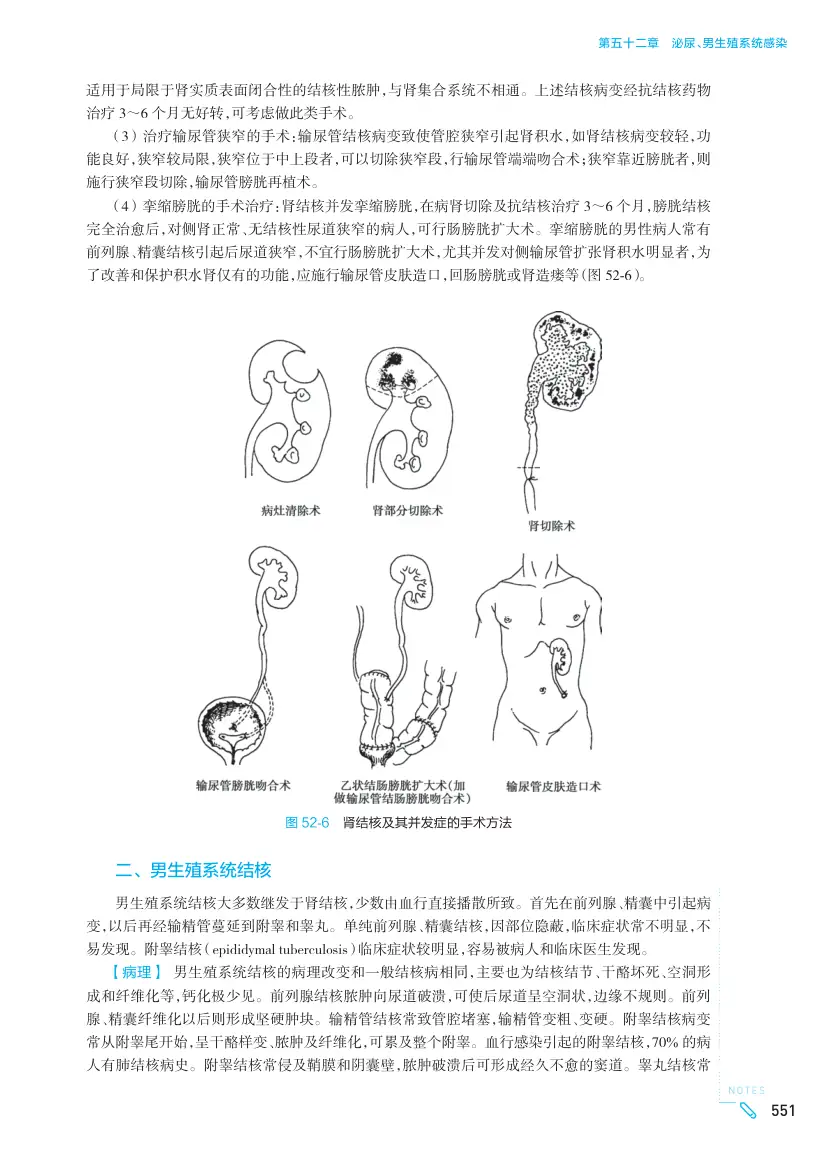 第五十二章 泌尿、男生殖系统感染
适用于局限于肾实质表面闭合性的结核性脓肿,与肾集合系统不相通。上述结核病变经抗结核药物
治疗 3～6 个月无好转,可考虑做此类手术。
（3）治疗输尿管狭窄的手术:输尿管结核病变致使管腔狭窄引起肾积水,如肾结核病变较轻,功
能良好,狭窄较局限,狭窄位于中上段者,可以切除狭窄段,行输尿管端端吻合术;狭窄靠近膀胱者,则
施行狭窄段切除,输尿管膀胱再植术。
（4）挛缩膀胱的手术治疗:肾结核并发挛缩膀胱,在病肾切除及抗结核治疗 3～6 个月,膀胱结核
完全治愈后,对侧肾正常、无结核性尿道狭窄的病人,可行肠膀胱扩大术。挛缩膀胱的男性病人常有
前列腺、精囊结核引起后尿道狭窄,不宜行肠膀胱扩大术,尤其并发对侧输尿管扩张肾积水明显者,为
了改善和保护积水肾仅有的功能,应施行输尿管皮肤造口,回肠膀胱或肾造瘘等（图 52-6）。
病灶清除术
肾部分切除术
肾切除术
输尿管膀胱吻合术
乙状结肠膀胱扩大术(加
做输尿管结肠膀胱吻合术)
输尿管皮肤造口术
图 52-6 肾结核及其并发症的手术方法
二、男生殖系统结核
男生殖系统结核大多数继发于肾结核,少数由血行直接播散所致。首先在前列腺、精囊中引起病
变,以后再经输精管蔓延到附睾和睾丸。单纯前列腺、精囊结核,因部位隐蔽,临床症状常不明显,不
易发现。附睾结核（epididymal tuberculosis）临床症状较明显,容易被病人和临床医生发现。
【病理】 男生殖系统结核的病理改变和一般结核病相同,主要也为结核结节、干酪坏死、空洞形
成和纤维化等,钙化极少见。前列腺结核脓肿向尿道破溃,可使后尿道呈空洞状,边缘不规则。前列
腺、精囊纤维化以后则形成坚硬肿块。输精管结核常致管腔堵塞,输精管变粗、变硬。附睾结核病变
常从附睾尾开始,呈干酪样变、脓肿及纤维化,可累及整个附睾。血行感染引起的附睾结核,70% 的病
人有肺结核病史。附睾结核常侵及鞘膜和阴囊壁,脓肿破溃后可形成经久不愈的窦道。睾丸结核常
NOTES
551